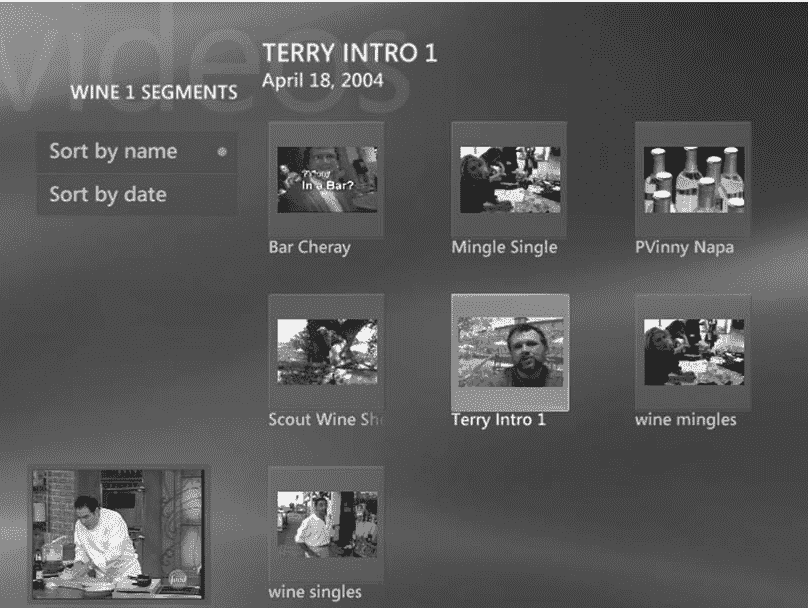 videos
TERRY INTRO 1
April 18, 2004
WINE 1 SEGMENTS
Sort by name
Sort by date
In a Bar?
Bar Cheray
Mingle Single
PVinny Napa
Scout Wine Sh
Terry Intro 1
wine mingles
food
wine singles